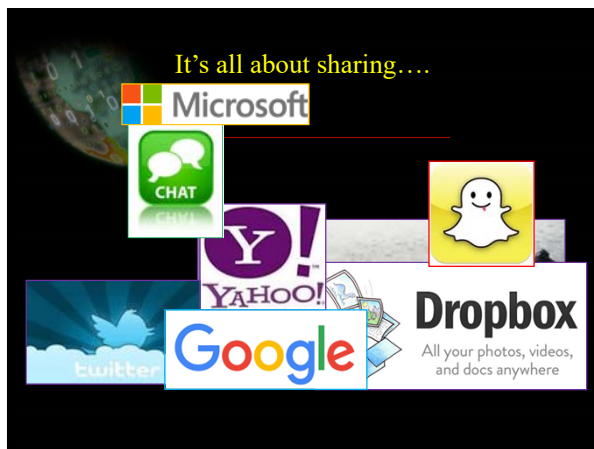 It's all about sharing….
Microsoft
CHAT
Y!
YAHOO!
twitter
Google
Dropbox
All your photos, videos,
and docs anywhere